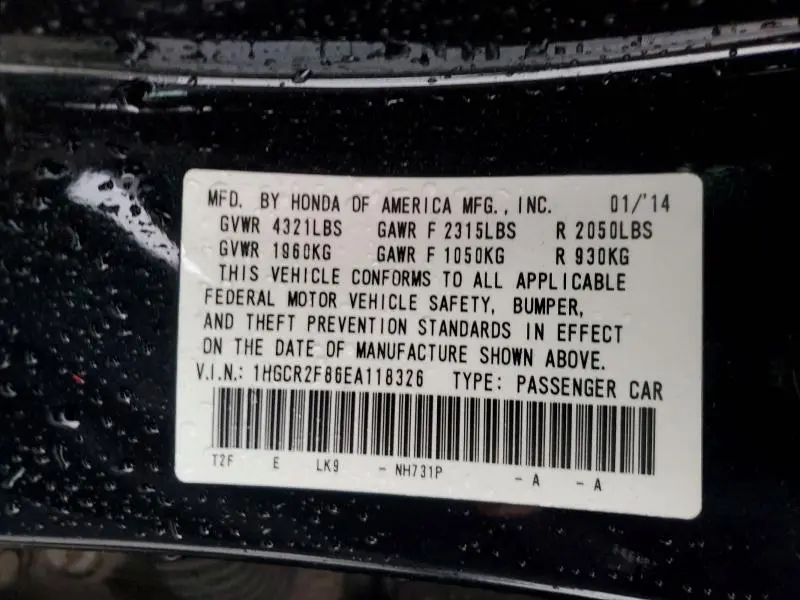 MFD. BY HONDA OF AMERICA MFG., INC. 01/'14
GVWR 4321LBS GAWR F 2315LBS R 2050LBS
GVWR 1960KG GAWR F 1050KG R 930KG
THIS VEHICLE CONFORMS TO ALL APPLICABLE
FEDERAL MOTOR VEHICLE SAFETY, BUMPER,
AND THEFT PREVENTION STANDARDS IN EFFECT
ON THE DATE OF MANUFACTURE SHOWN ABOVE.
V.I.N.: 1HGCR2F86EA118326 TYPE: PASSENGER CAR
T2F E LK9 - NH731P - A - A